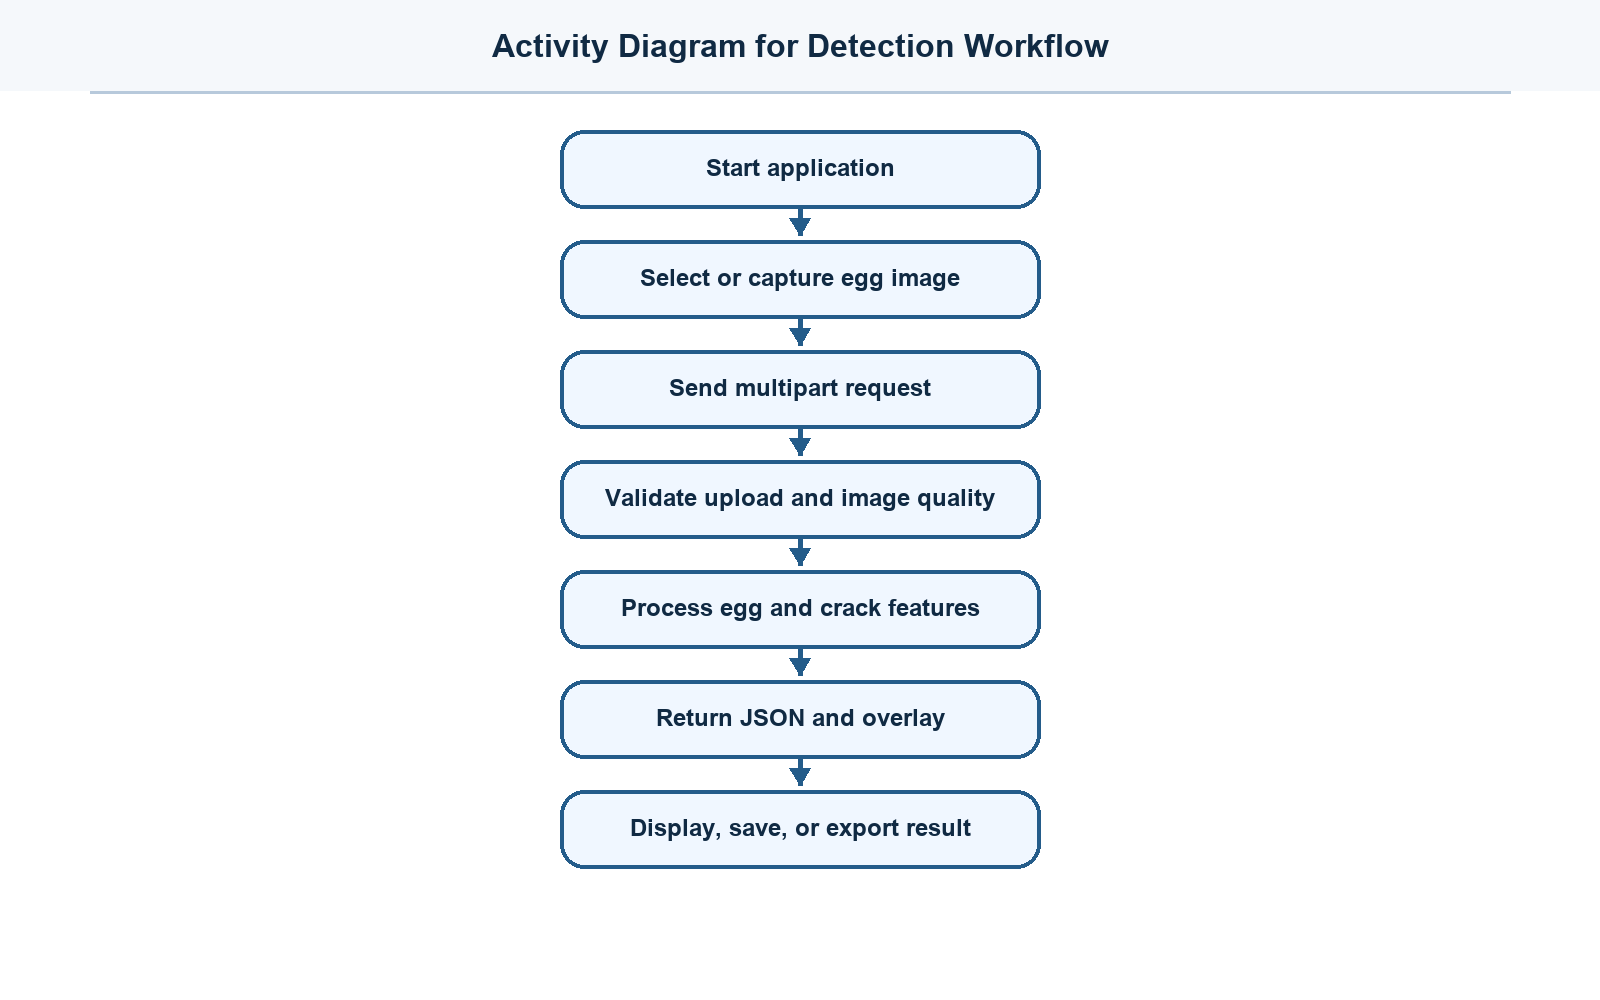 Activity Diagram for Detection Workflow
Start application
Select or capture egg image
Send multipart request
Validate upload and image quality
Process egg and crack features
Return JSON and overlay
Display, save, or export result